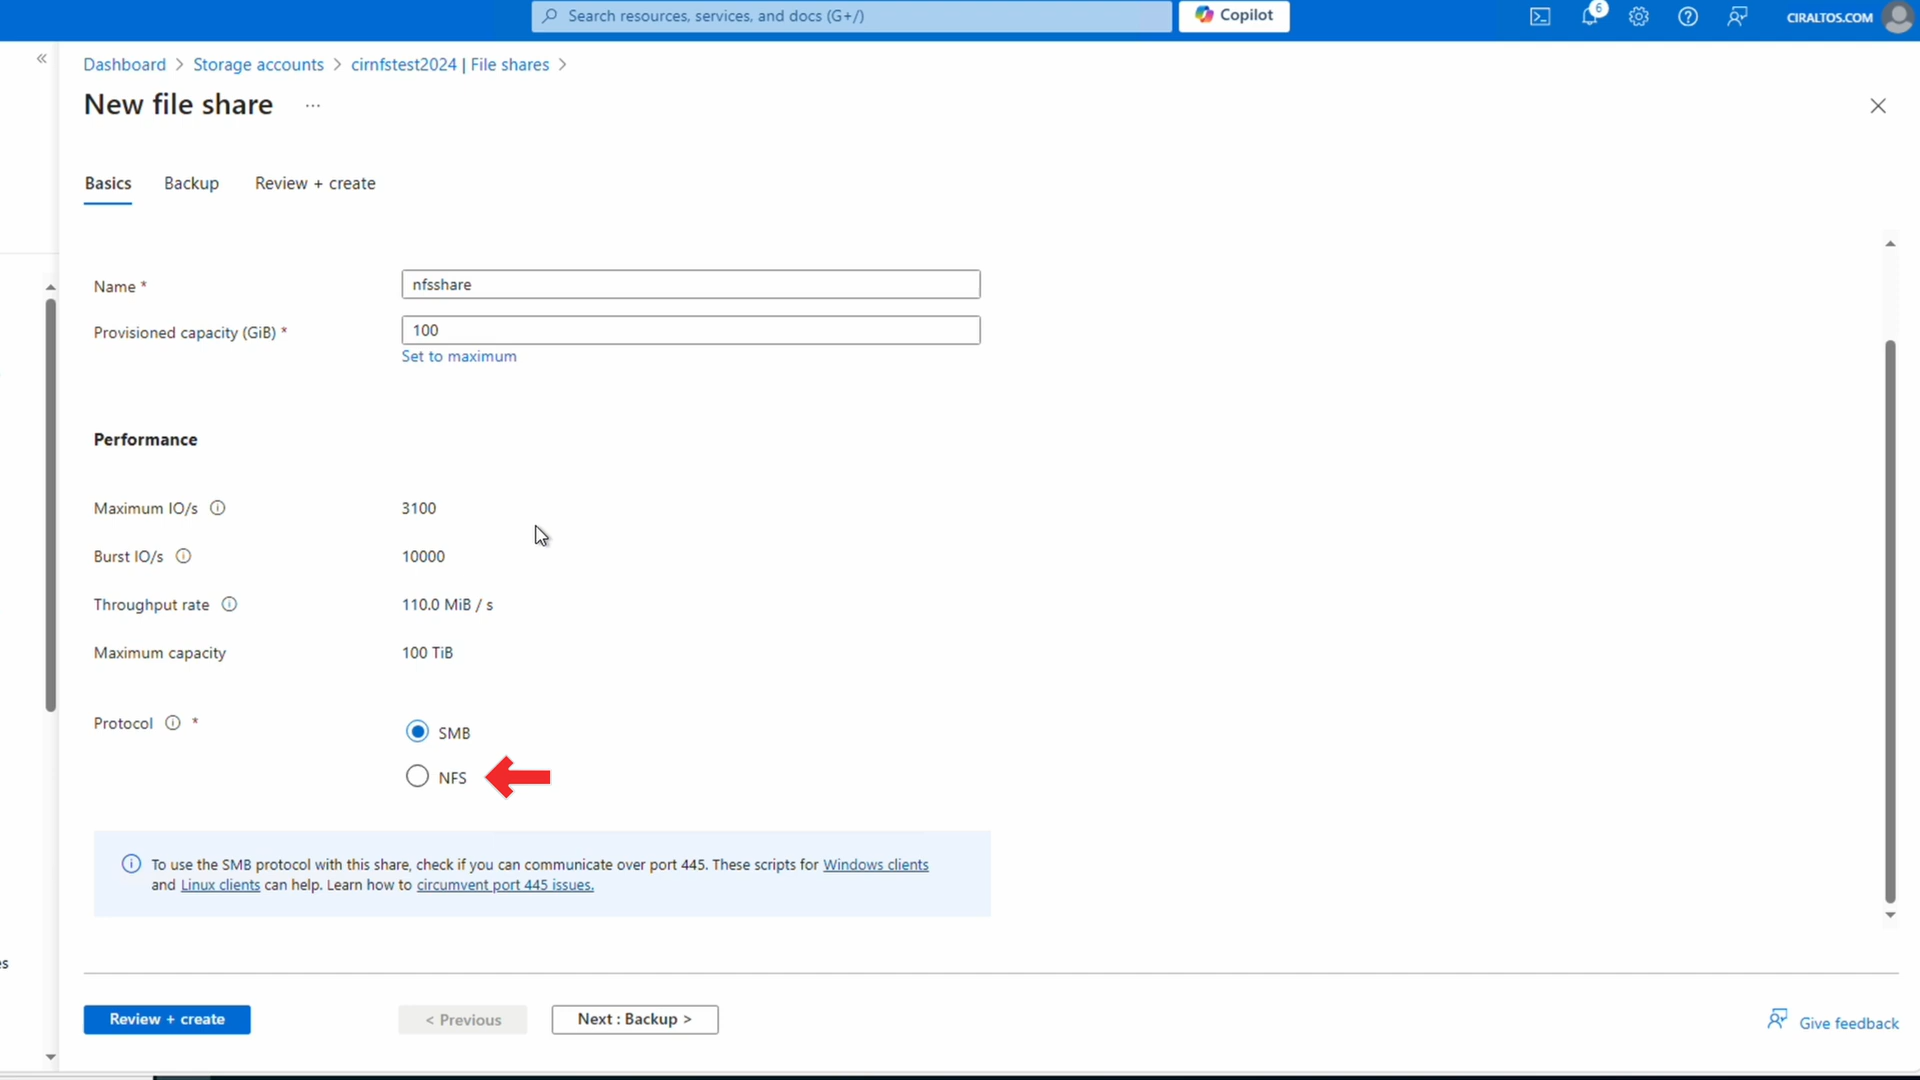 Search resources, services, and docs (G+/)
Copilot
6
CIRALTOS.COM
Dashboard > Storage accounts > cirnfstest2024 | File shares >
New file share ...
Basics Backup Review + create
Name *
nfsshare
Provisioned capacity (GiB) *
100
Set to maximum
Performance
Maximum IO/s
3100
Burst IO/s
10000
Throughput rate
110.0 MiB / s
Maximum capacity
100 TiB
Protocol *
SMB
NFS
To use the SMB protocol with this share, check if you can communicate over port 445. These scripts for Windows clients
and Linux clients can help. Learn how to circumvent port 445 issues.
es
Review + create
< Previous
Next : Backup >
Give feedback